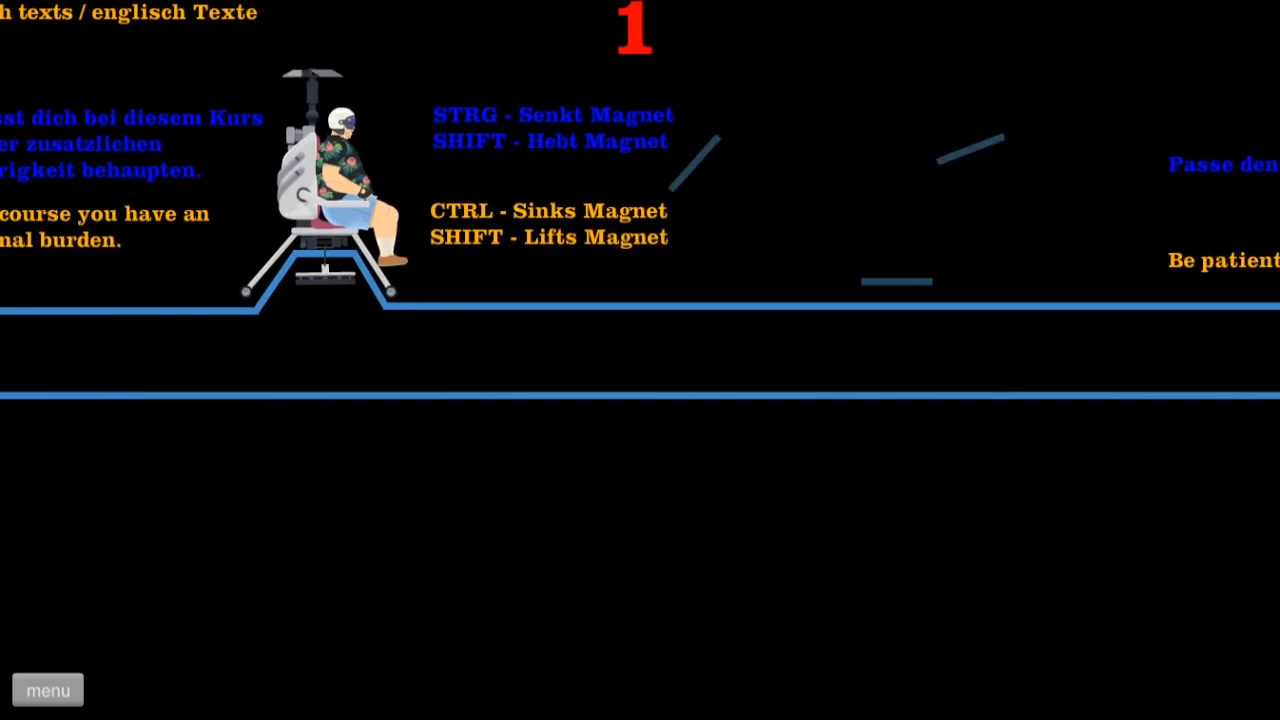 h texts / englisch Texte
1
sst dich bei diesem Kurs
er zusatzlichen
rigkeit behaupten.
course you have an
nal burden.
STRG - Senkt Magnet
SHIFT - Hebt Magnet
CTRL - Sinks Magnet
SHIFT - Lifts Magnet
Passe den
Be patient
menu